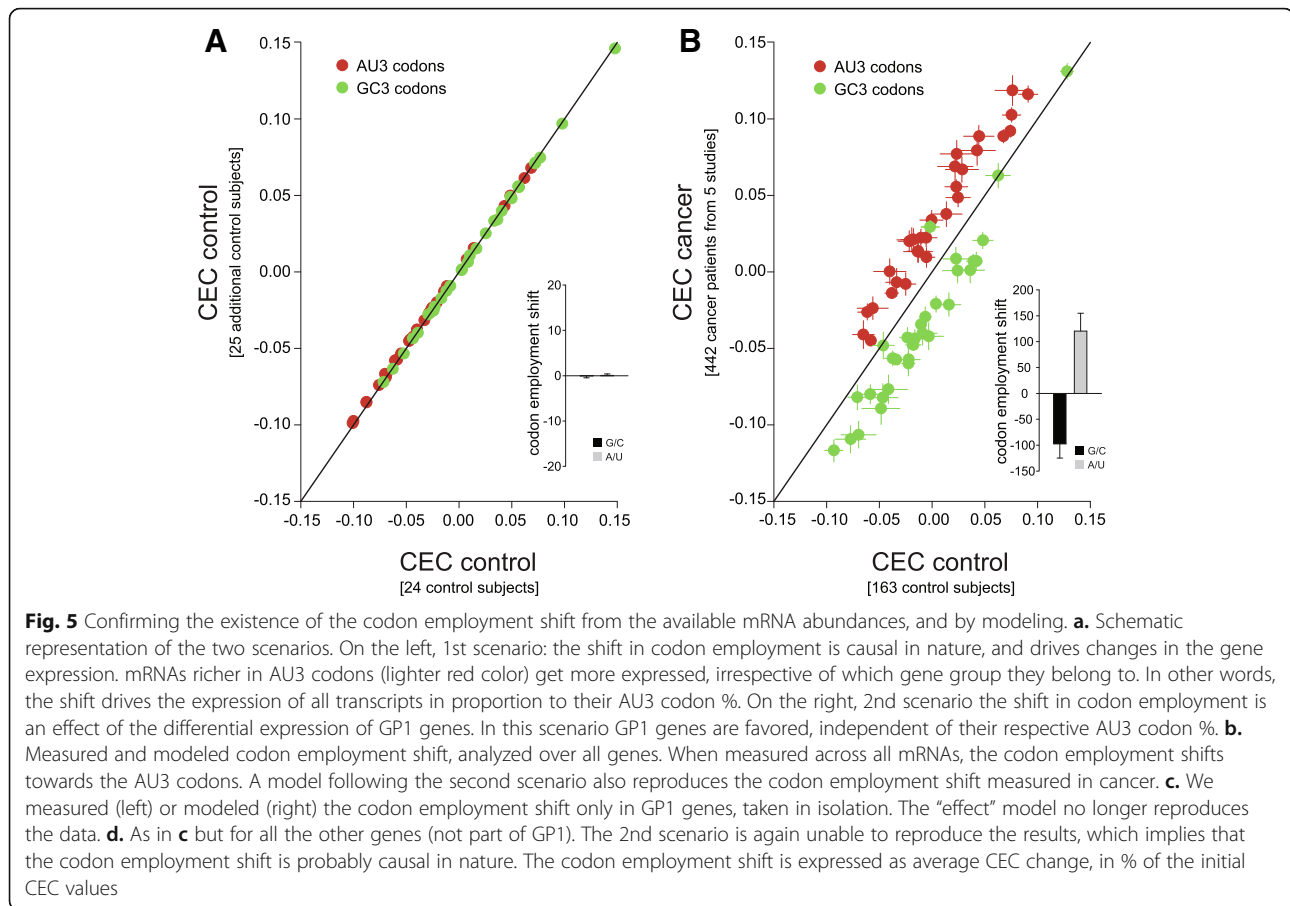 A
B
AU3 codons
GC3 codons
0.15
0.10
0.05
0.00
-0.05
-0.10
-0.15
CEC control
[25 additional control subjects]
-0.15 -0.10 -0.05 0.00 0.05 0.10 0.15
CEC control
[24 control subjects]
codon employment shift
20
10
0
-10
-20
G/C
A/U
AU3 codons
GC3 codons
0.15
0.10
0.05
0.00
-0.05
-0.10
-0.15
CEC cancer
[442 cancer patients from 5 studies]
-0.15 -0.10 -0.05 0.00 0.05 0.10 0.15
CEC control
[163 control subjects]
codon employment shift
200
150
100
50
0
-50
-100
-150
G/C
A/U
Fig. 5 Confirming the existence of the codon employment shift from the available mRNA abundances, and by modeling. a. Schematic
representation of the two scenarios. On the left, 1st scenario: the shift in codon employment is causal in nature, and drives changes in the gene
expression. mRNAs richer in AU3 codons (lighter red color) get more expressed, irrespective of which gene group they belong to. In other words,
the shift drives the expression of all transcripts in proportion to their AU3 codon %. On the right, 2nd scenario the shift in codon employment is
an effect of the differential expression of GP1 genes. In this scenario GP1 genes are favored, independent of their respective AU3 codon %. b.
Measured and modeled codon employment shift, analyzed over all genes. When measured across all mRNAs, the codon employment shifts
towards the AU3 codons. A model following the second scenario also reproduces the codon employment shift measured in cancer. c. We
measured (left) or modeled (right) the codon employment shift only in GP1 genes, taken in isolation. The “effect” model no longer reproduces
the data. d. As in c but for all the other genes (not part of GP1). The 2nd scenario is again unable to reproduce the results, which implies that
the codon employment shift is probably causal in nature. The codon employment shift is expressed as average CEC change, in % of the initial
CEC values